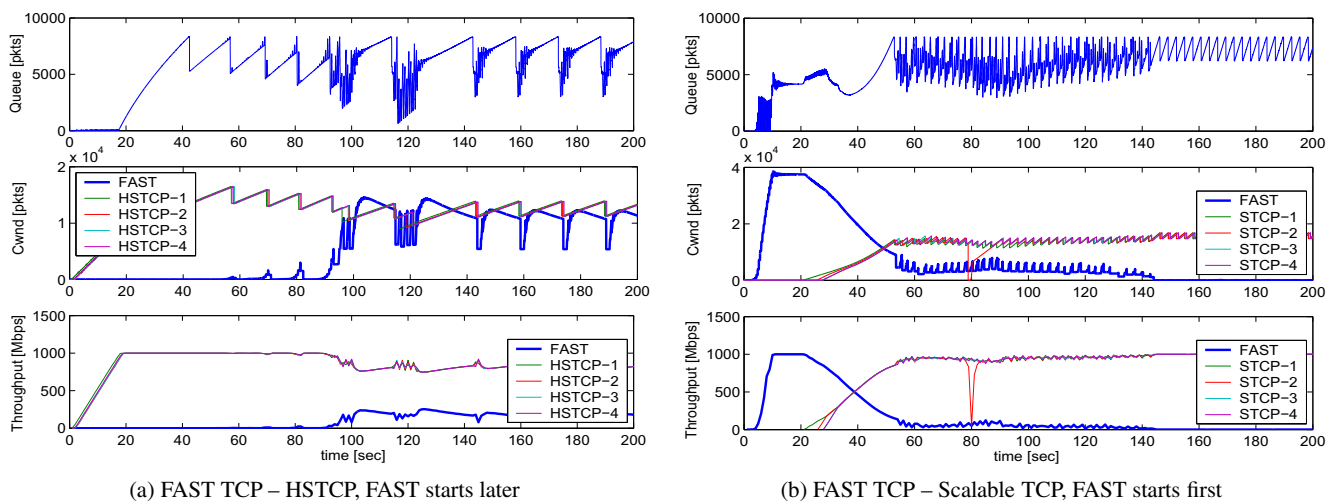 10000
5000
0
Queue [pkts]
0 20 40 60 80 100 120 140 160 180 200
x 10^4
2
1
0
Cwnd [pkts]
FAST
HSTCP−1
HSTCP−2
HSTCP−3
HSTCP−4
0 20 40 60 80 100 120 140 160 180 200
1500
1000
500
0
Throughput [Mbps]
FAST
HSTCP−1
HSTCP−2
HSTCP−3
HSTCP−4
0 20 40 60 80 100 120 140 160 180 200
time [sec]
(a) FAST TCP – HSTCP, FAST starts later
10000
5000
0
Queue [pkts]
0 20 40 60 80 100 120 140 160 180 200
x 10^4
4
2
0
Cwnd [pkts]
FAST
STCP−1
STCP−2
STCP−3
STCP−4
0 20 40 60 80 100 120 140 160 180 200
1500
1000
500
0
Throughput [Mbps]
FAST
STCP−1
STCP−2
STCP−3
STCP−4
0 20 40 60 80 100 120 140 160 180 200
time [sec]
(b) FAST TCP – Scalable TCP, FAST starts first